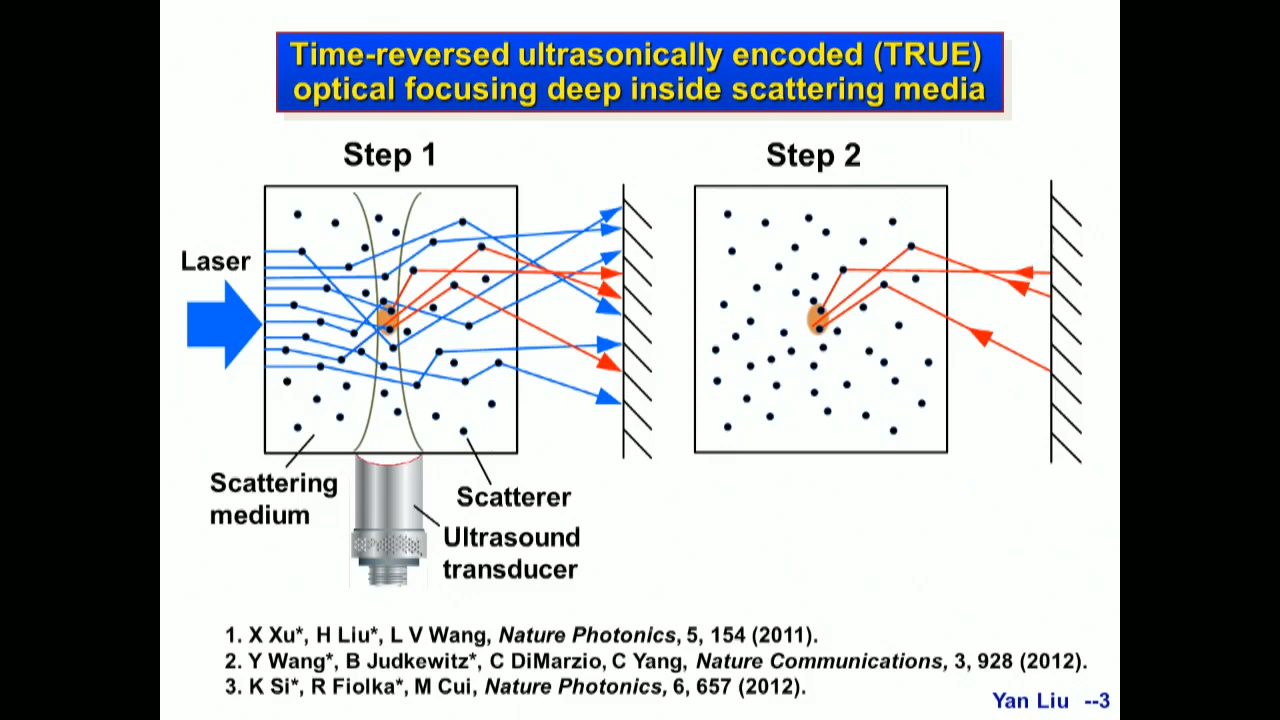 Time-reversed ultrasonically encoded (TRUE)
optical focusing deep inside scattering media
Step 1
Step 2
Laser
Scattering
medium
Scatterer
Ultrasound
transducer
1. X Xu*, H Liu*, L V Wang, Nature Photonics, 5, 154 (2011).
2. Y Wang*, B Judkewitz*, C DiMarzio, C Yang, Nature Communications, 3, 928 (2012).
3. K Si*, R Fiolka*, M Cui, Nature Photonics, 6, 657 (2012).
Yan Liu --3